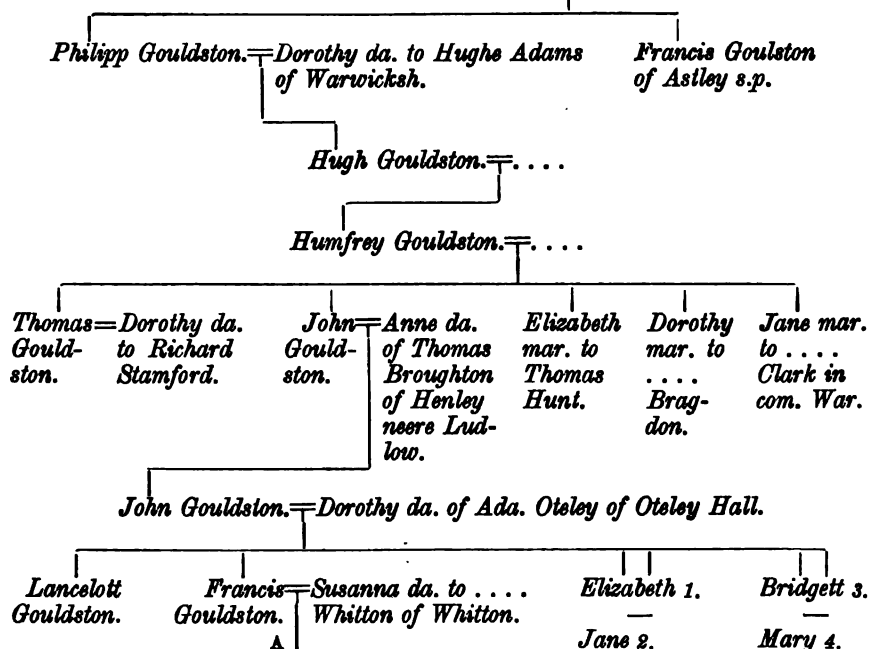 Philipp Gouldston.=Dorothy da. to Hughe Adams
of Warwicksh.
Francis Goulston
of Astley s.p.
Hugh Gouldston.=. . . .
Humfrey Gouldston.=. . . .
Thomas
Gould-
ston.
=Dorothy da.
to Richard
Stamford.
John
Gould-
ston.
=Anne da.
of Thomas
Broughton
of Henley
neere Lud-
low.
Elizabeth
mar. to
Thomas
Hunt.
Dorothy
mar. to
. . . .
Brag-
don.
Jane mar.
to . . . .
Clark in
com. War.
John Gouldston.=Dorothy da. of Ada. Oteley of Oteley Hall.
Lancelott
Gouldston.
Francis
Gouldston.
=Susanna da. to . . . .
Whitton of Whitton.
A
Elizabeth 1.
—
Jane 2.
Bridgett 3.
—
Mary 4.